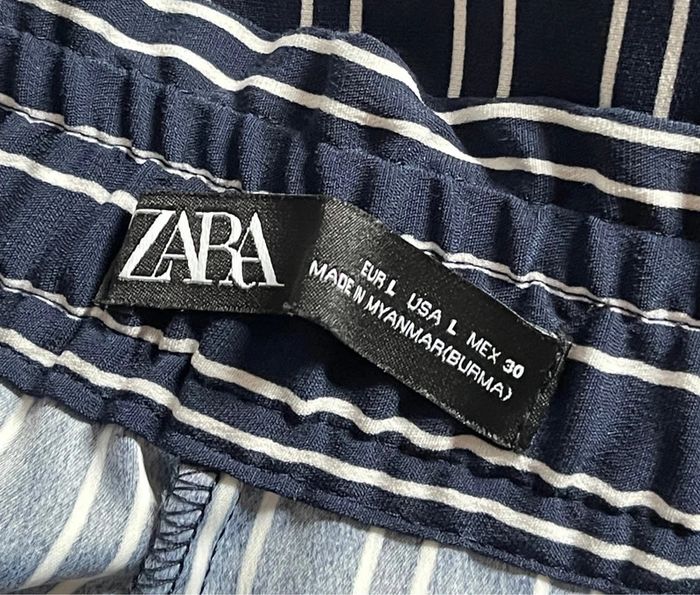 ZARA
EUR L USA L MEX 30
MADE IN MYANMAR(BURMA)